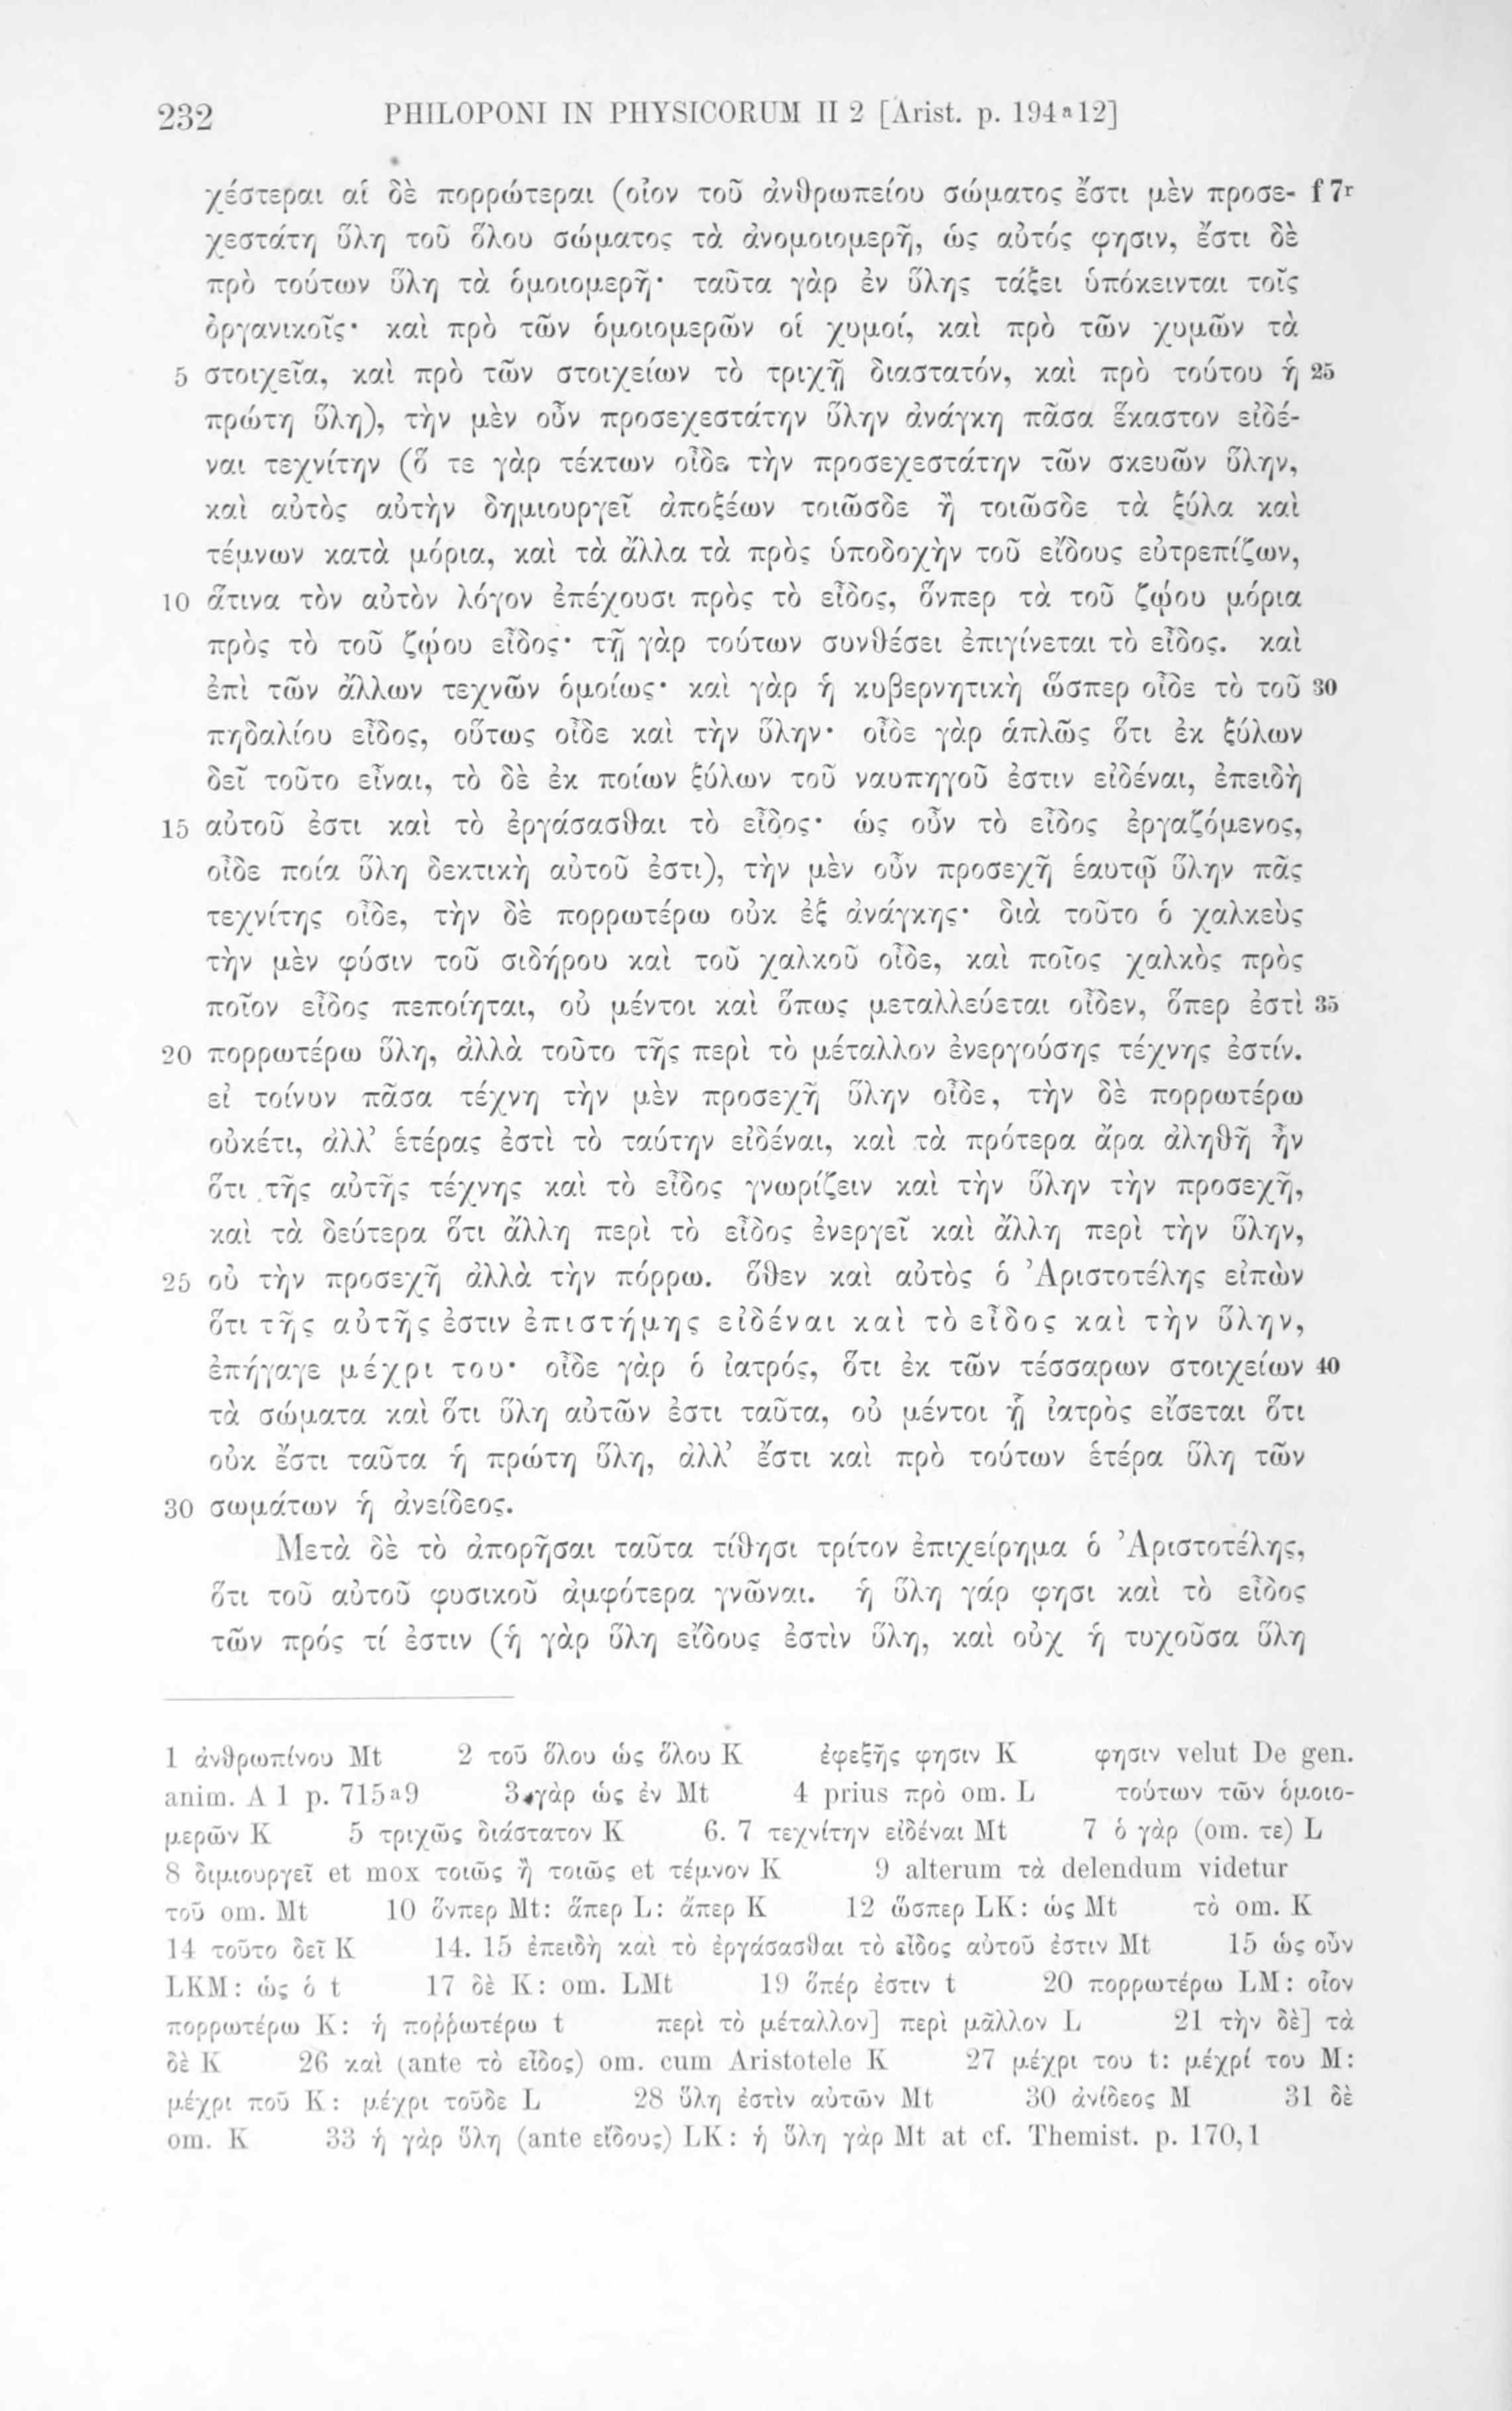 232 PHILOPONI IN PHYSICORUM II 2 [Arist. p. 194ᵃ12]
χέστεραι αἱ δὲ πορρώτεραι (οἷον τοῦ ἀνθρωπείου σώματος ἔστι μὲν προσε- f 7ʳ
χεστάτη ὕλη τοῦ ὅλου σώματος τὰ ἀνομοιομερῆ, ὡς αὐτός φησιν, ἔστι δὲ
πρὸ τούτων ὕλη τὰ ὁμοιομερῆ· ταῦτα γὰρ ἐν ὕλης τάξει ὑπόκεινται τοῖς
ὀργανικοῖς· καὶ πρὸ τῶν ὁμοιομερῶν οἱ χυμοί, καὶ πρὸ τῶν χυμῶν τὰ
5 στοιχεῖα, καὶ πρὸ τῶν στοιχείων τὸ τριχῇ διαστατόν, καὶ πρὸ τούτου ἡ 25
πρώτη ὕλη), τὴν μὲν οὖν προσεχεστάτην ὕλην ἀνάγκη πᾶσα ἕκαστον εἰδέ-
ναι τεχνίτην (ὅ τε γὰρ τέκτων οἶδε τὴν προσεχεστάτην τῶν σκευῶν ὕλην,
καὶ αὐτὸς αὐτὴν δημιουργεῖ ἀποξέων τοιῶσδε ἢ τοιῶσδε τὰ ξύλα καὶ
τέμνων κατὰ μόρια, καὶ τὰ ἄλλα τὰ πρὸς ὑποδοχὴν τοῦ εἴδους εὐτρεπίζων,
10 ἅτινα τὸν αὐτὸν λόγον ἐπέχουσι πρὸς τὸ εἶδος, ὅνπερ τὰ τοῦ ζῴου μόρια
πρὸς τὸ τοῦ ζῴου εἶδος· τῇ γὰρ τούτων συνθέσει ἐπιγίνεται τὸ εἶδος. καὶ
ἐπὶ τῶν ἄλλων τεχνῶν ὁμοίως· καὶ γὰρ ἡ κυβερνητικὴ ὥσπερ οἶδε τὸ τοῦ 30
πηδαλίου εἶδος, οὕτως οἶδε καὶ τὴν ὕλην· οἶδε γὰρ ἁπλῶς ὅτι ἐκ ξύλων
δεῖ τοῦτο εἶναι, τὸ δὲ ἐκ ποίων ξύλων τοῦ ναυπηγοῦ ἐστιν εἰδέναι, ἐπειδὴ
15 αὐτοῦ ἐστι καὶ τὸ ἐργάσασθαι τὸ εἶδος· ὡς οὖν τὸ εἶδος ἐργαζόμενος,
οἶδε ποία ὕλη δεκτικὴ αὐτοῦ ἐστι), τὴν μὲν οὖν προσεχῆ ἑαυτῷ ὕλην πᾶς
τεχνίτης οἶδε, τὴν δὲ πορρωτέρω οὐκ ἐξ ἀνάγκης· διὰ τοῦτο ὁ χαλκεὺς
τὴν μὲν φύσιν τοῦ σιδήρου καὶ τοῦ χαλκοῦ οἶδε, καὶ ποῖος χαλκὸς πρὸς
ποῖον εἶδος πεποίηται, οὐ μέντοι καὶ ὅπως μεταλλεύεται οἶδεν, ὅπερ ἐστὶ 35
20 πορρωτέρω ὕλη, ἀλλὰ τοῦτο τῆς περὶ τὸ μέταλλον ἐνεργούσης τέχνης ἐστίν.
εἰ τοίνυν πᾶσα τέχνη τὴν μὲν προσεχῆ ὕλην οἶδε, τὴν δὲ πορρωτέρω
οὐκέτι, ἀλλ’ ἑτέρας ἐστὶ τὸ ταύτην εἰδέναι, καὶ τὰ πρότερα ἄρα ἀληθῆ ἦν
ὅτι τῆς αὐτῆς τέχνης καὶ τὸ εἶδος γνωρίζειν καὶ τὴν ὕλην τὴν προσεχῆ,
καὶ τὰ δεύτερα ὅτι ἄλλη περὶ τὸ εἶδος ἐνεργεῖ καὶ ἄλλη περὶ τὴν ὕλην,
25 οὐ τὴν προσεχῆ ἀλλὰ τὴν πόρρω. ὅθεν καὶ αὐτὸς ὁ Ἀριστοτέλης εἰπὼν
ὅτι τῆς αὐτῆς ἐστιν ἐπιστήμης εἰδέναι καὶ τὸ εἶδος καὶ τὴν ὕλην,
ἐπήγαγε μέχρι του· οἶδε γὰρ ὁ ἰατρός, ὅτι ἐκ τῶν τέσσαρων στοιχείων 40
τὰ σώματα καὶ ὅτι ὕλη αὐτῶν ἐστι ταῦτα, οὐ μέντοι ᾗ ἰατρὸς εἴσεται ὅτι
οὐκ ἔστι ταῦτα ἡ πρώτη ὕλη, ἀλλ’ ἔστι καὶ πρὸ τούτων ἑτέρα ὕλη τῶν
30 σωμάτων ἡ ἀνείδεος.
Μετὰ δὲ τὸ ἀπορῆσαι ταῦτα τίθησι τρίτον ἐπιχείρημα ὁ Ἀριστοτέλης,
ὅτι τοῦ αὐτοῦ φυσικοῦ ἀμφότερα γνῶναι. ἡ ὕλη γάρ φησι καὶ τὸ εἶδος
τῶν πρός τί ἐστιν (ἡ γὰρ ὕλη εἴδους ἐστὶν ὕλη, καὶ οὐχ ἡ τυχοῦσα ὕλη
1 ἀνθρωπίνου Mt 2 τοῦ ὅλου ὡς ὅλου K ἐφεξῆς φησιν K φησιν velut De gen.
anim. A 1 p. 715ᵃ9 3 γὰρ ὡς ἐν Mt 4 prius πρὸ om. L τούτων τῶν ὁμοιο-
μερῶν K 5 τριχῶς διάστατον K 6. 7 τεχνίτην εἰδέναι Mt 7 ὁ γὰρ (om. τε) L
8 διμιουργεῖ et mox τοιῶς ἢ τοιῶς et τέμνον K 9 alterum τὰ delendum videtur
τοῦ om. Mt 10 ὅνπερ Mt: ἅπερ L: ἄπερ K 12 ὥσπερ LK: ὡς Mt τὸ om. K
14 τοῦτο δεῖ K 14. 15 ἐπειδὴ καὶ τὸ ἐργάσασθαι τὸ εἶδος αὐτοῦ ἐστιν Mt 15 ὡς οὖν
LKM: ὡς ὁ t 17 δὲ K: om. LMt 19 ὅπέρ ἐστιν t 20 πορρωτέρω LM: οἷον
πορρωτέρω K: ἡ ποῤῥωτέρω t περὶ τὸ μέταλλον] περὶ μᾶλλον L 21 τὴν δὲ] τὰ
δὲ K 26 καὶ (ante τὸ εἶδος) om. cum Aristotele K 27 μέχρι του t: μέχρί του M:
μέχρι ποῦ K: μέχρι τοῦδε L 28 ὕλη ἐστὶν αὐτῶν Mt 30 ἀνίδεος M 31 δὲ
om. K 33 ἡ γὰρ ὕλη (ante εἴδους) LK: ἡ ὕλη γὰρ Mt at cf. Themist. p. 170,1